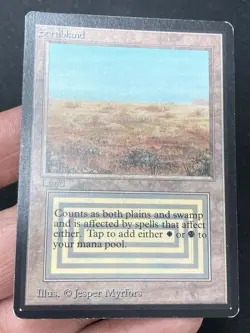 Scrubland
Land
Counts as both plains and swamp
and is affected by spells that affect
either. Tap to add either or to
your mana pool.
Illus. © Jesper Myrfors